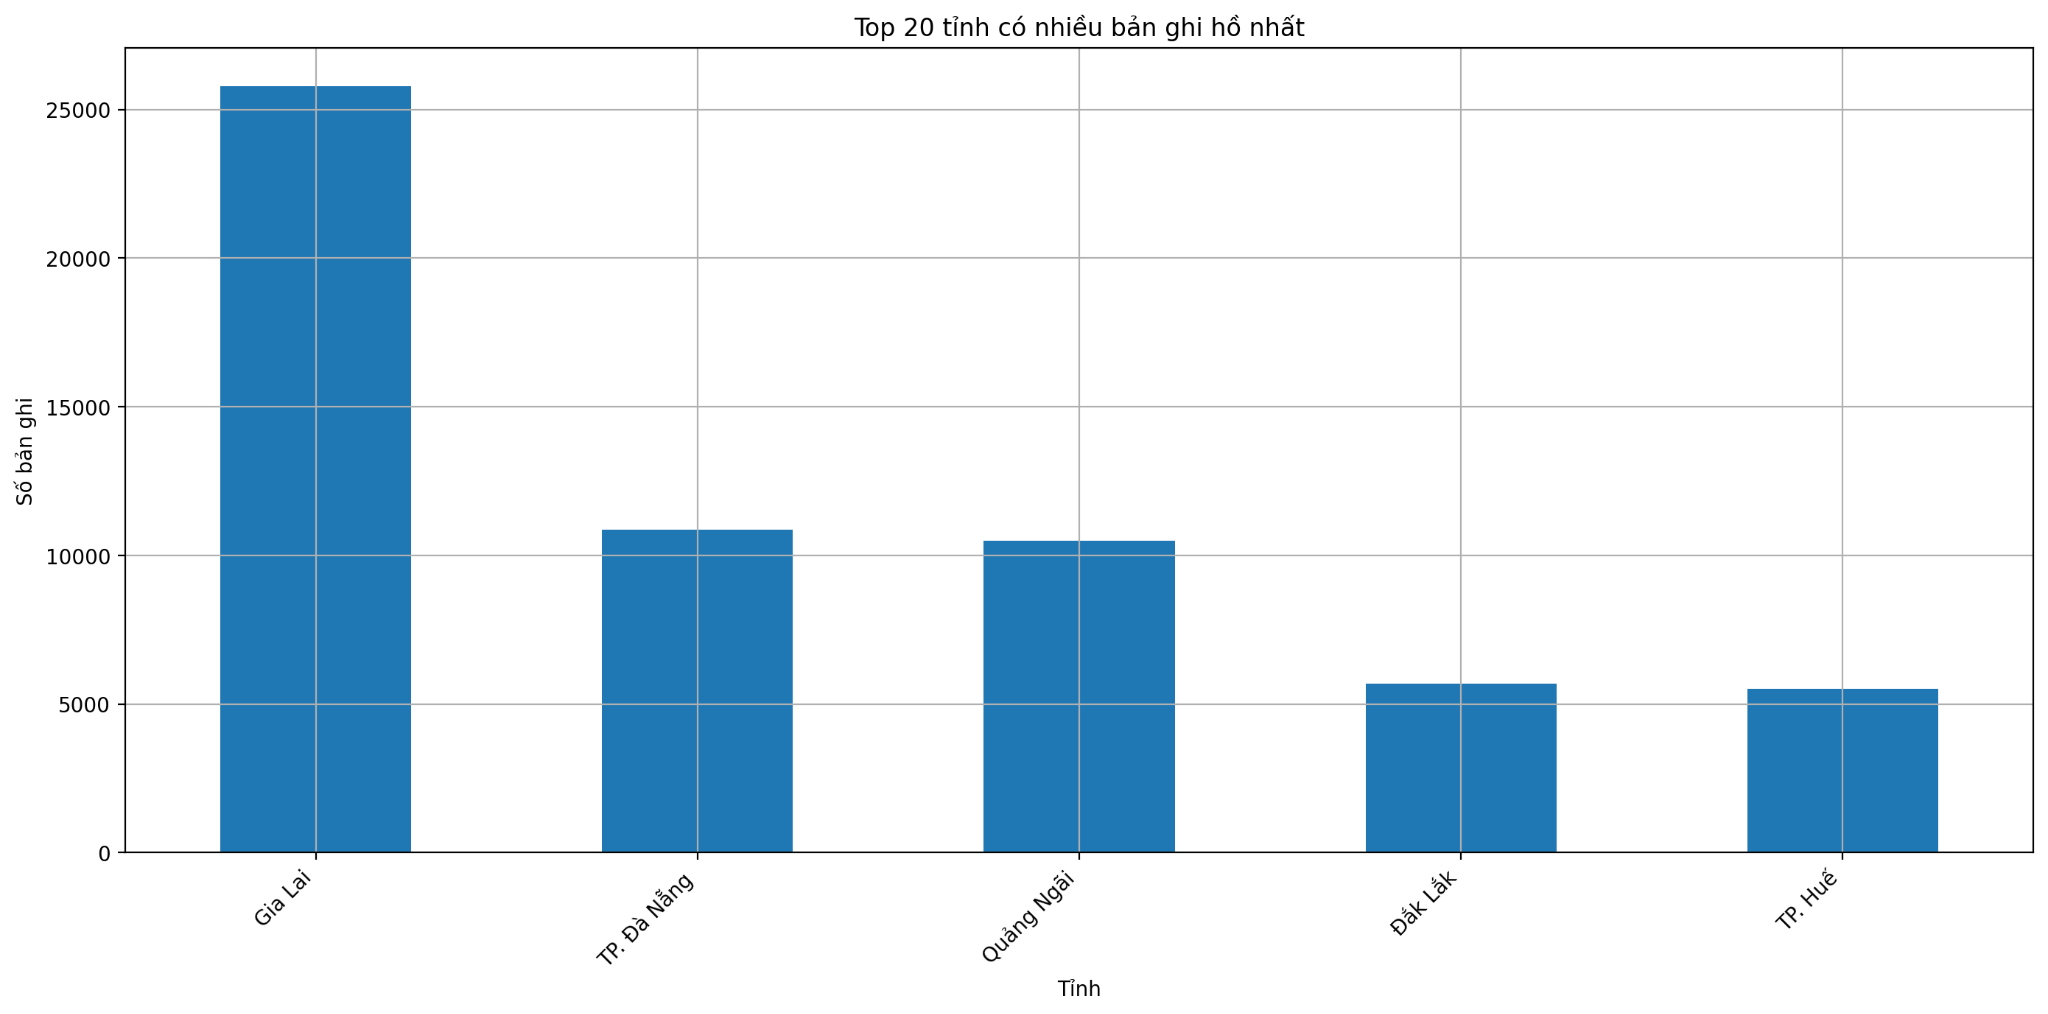 Top 20 tỉnh có nhiều bản ghi hồ nhất
Số bản ghi
25000
20000
15000
10000
5000
0
Gia Lai
TP. Đà Nẵng
Quảng Ngãi
Đắk Lắk
TP. Huế
Tỉnh